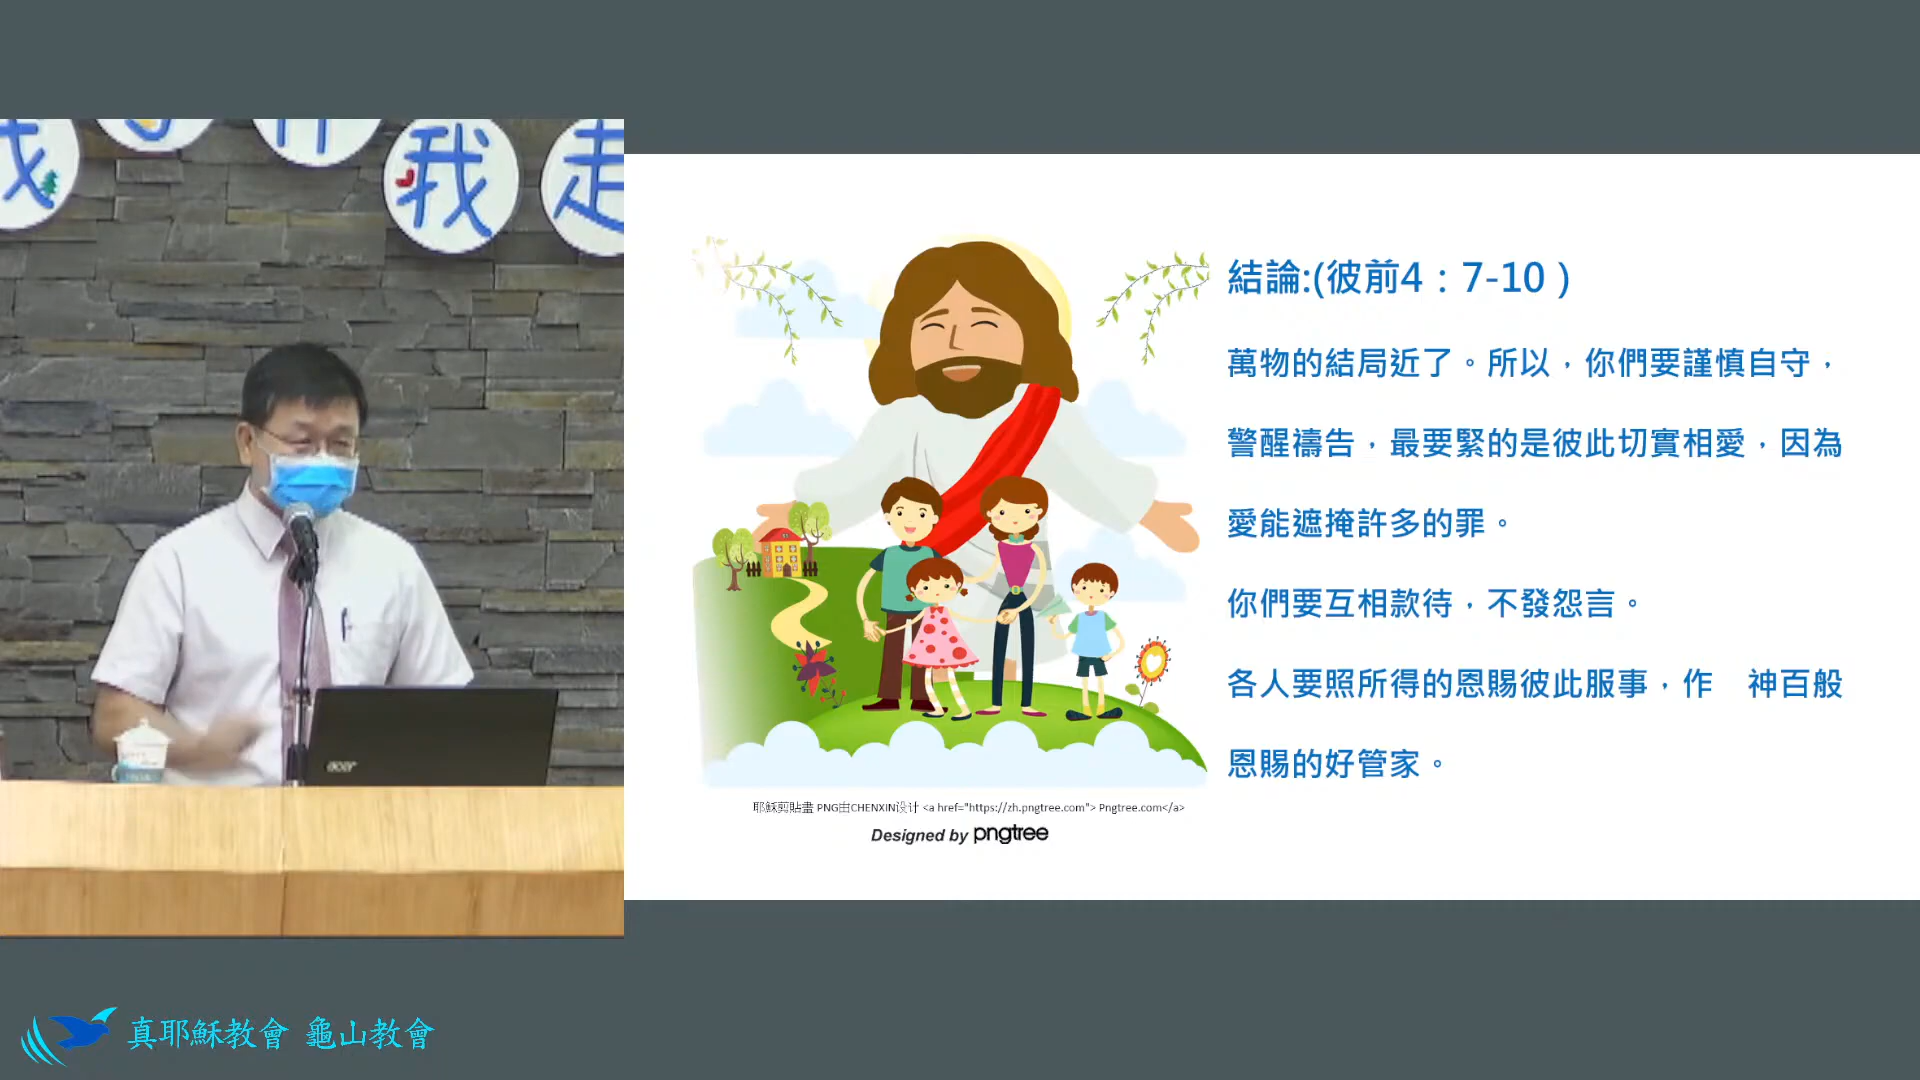 我
走
結論:(彼前4：7-10 )
萬物的結局近了。所以，你們要謹慎自守，
警醒禱告，最要緊的是彼此切實相愛，因為
愛能遮掩許多的罪。
你們要互相款待，不發怨言。
各人要照所得的恩賜彼此服事，作　神百般
恩賜的好管家。
耶穌剪貼畫 PNG由CHENXIN设计 <a href="https://zh.pngtree.com"> Pngtree.com</a>
Designed by pngtree
acer
真耶穌教會 龜山教會